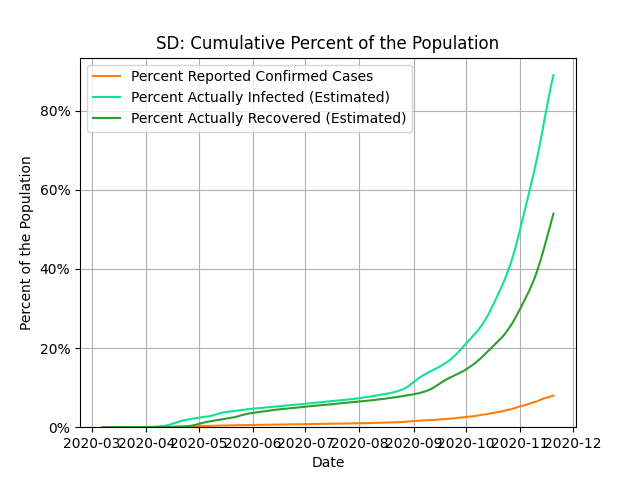 SD: Cumulative Percent of the Population
Percent Reported Confirmed Cases
Percent Actually Infected (Estimated)
Percent Actually Recovered (Estimated)
80%
60%
40%
20%
0%
Percent of the Population
2020-03 2020-04 2020-05 2020-06 2020-07 2020-08 2020-09 2020-10 2020-11 2020-12
Date